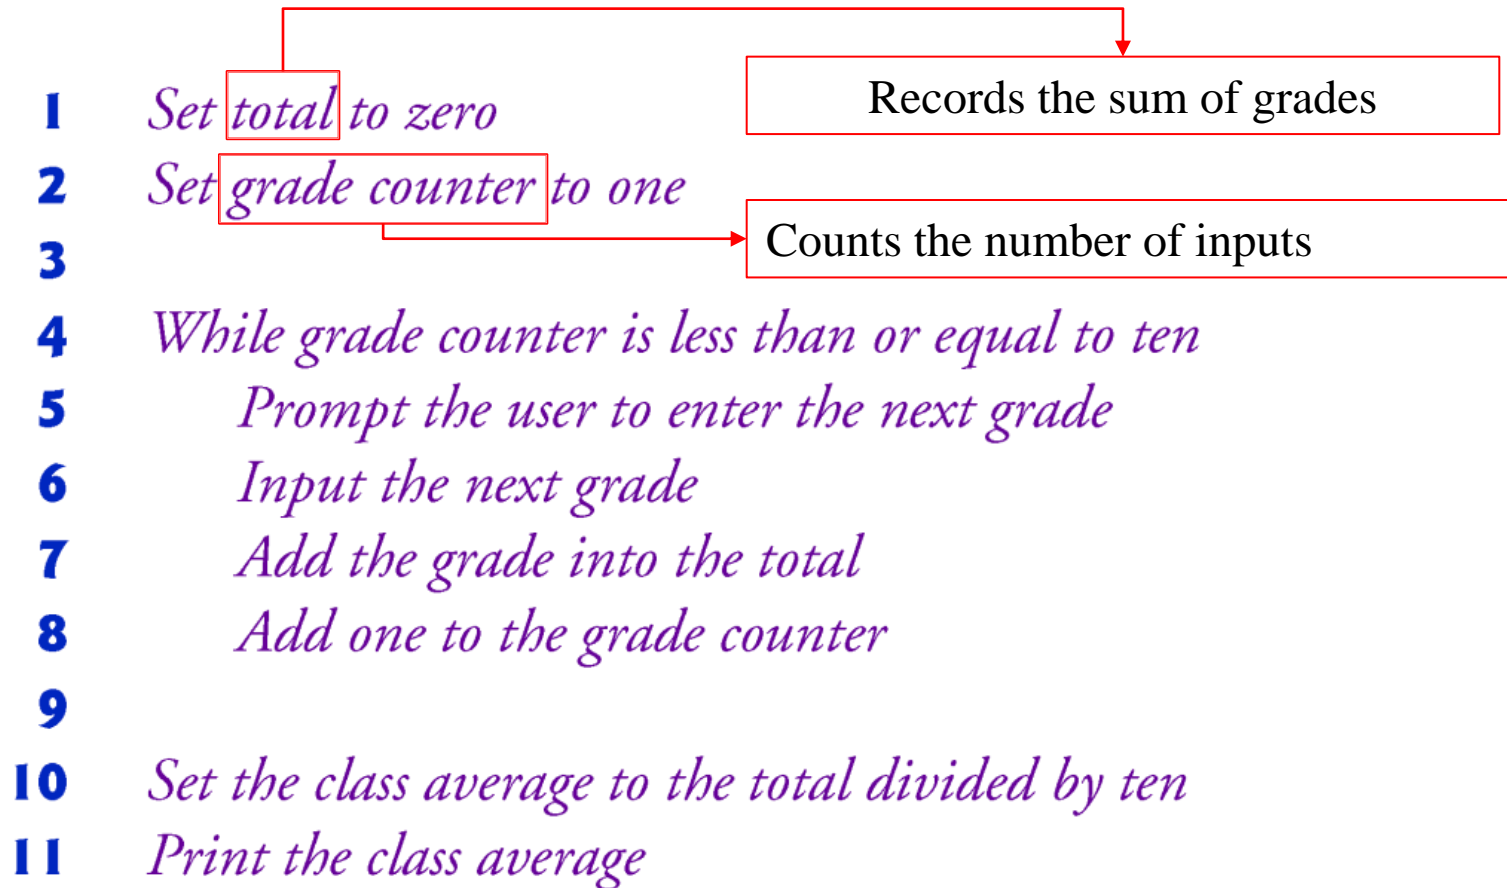 Records the sum of grades
1 Set total to zero
2 Set grade counter to one
Counts the number of inputs
3
4 While grade counter is less than or equal to ten
5 Prompt the user to enter the next grade
6 Input the next grade
7 Add the grade into the total
8 Add one to the grade counter
9
10 Set the class average to the total divided by ten
11 Print the class average